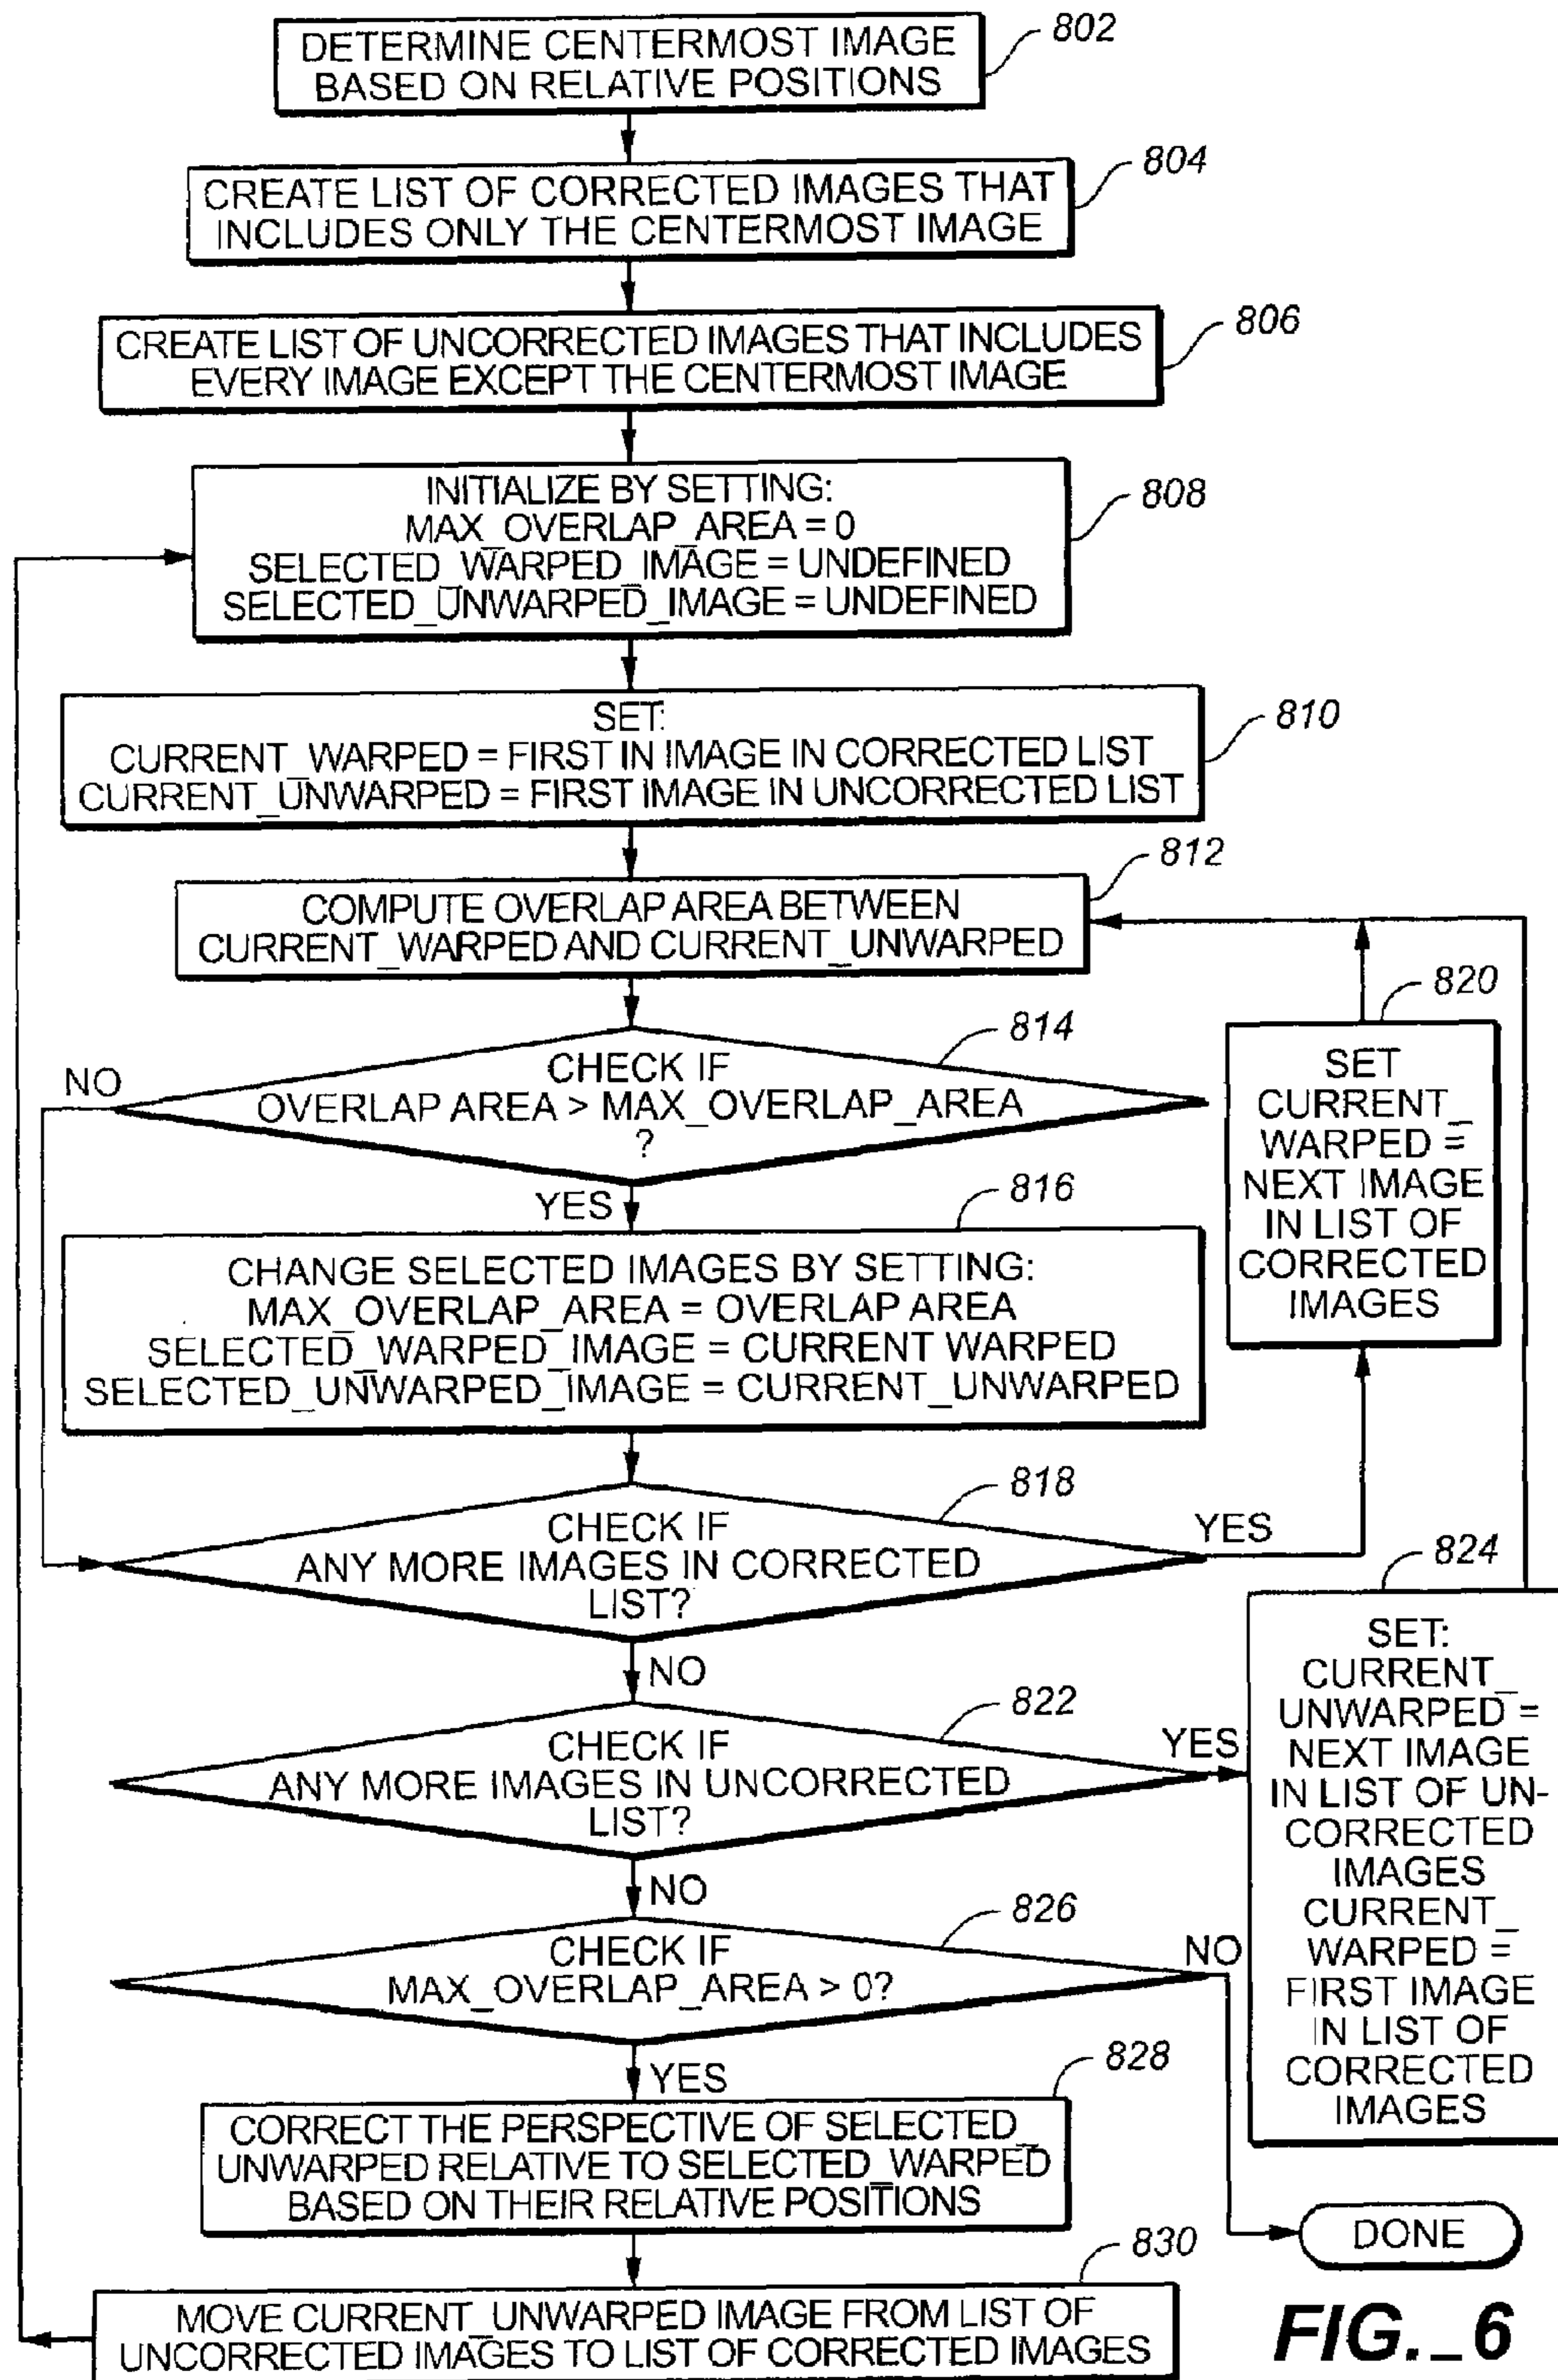 DETERMINE CENTERMOST IMAGE
BASED ON RELATIVE POSITIONS
802
CREATE LIST OF CORRECTED IMAGES THAT
INCLUDES ONLY THE CENTERMOST IMAGE
804
CREATE LIST OF UNCORRECTED IMAGES THAT INCLUDES
EVERY IMAGE EXCEPT THE CENTERMOST IMAGE
806
INITIALIZE BY SETTING:
MAX_OVERLAP_AREA = 0
SELECTED_WARPED_IMAGE = UNDEFINED
SELECTED_UNWARPED_IMAGE = UNDEFINED
808
SET:
CURRENT_WARPED = FIRST IN IMAGE IN CORRECTED LIST
CURRENT_UNWARPED = FIRST IMAGE IN UNCORRECTED LIST
810
COMPUTE OVERLAP AREA BETWEEN
CURRENT_WARPED AND CURRENT_UNWARPED
812
CHECK IF
OVERLAP AREA > MAX_OVERLAP_AREA
?
814
NO
YES
CHANGE SELECTED IMAGES BY SETTING:
MAX_OVERLAP_AREA = OVERLAP AREA
SELECTED_WARPED_IMAGE = CURRENT WARPED
SELECTED_UNWARPED_IMAGE = CURRENT_UNWARPED
816
CHECK IF
ANY MORE IMAGES IN CORRECTED
LIST?
818
YES
NO
SET
CURRENT_
WARPED =
NEXT IMAGE
IN LIST OF
CORRECTED
IMAGES
820
CHECK IF
ANY MORE IMAGES IN UNCORRECTED
LIST?
822
YES
NO
SET:
CURRENT_
UNWARPED =
NEXT IMAGE
IN LIST OF UN-
CORRECTED
IMAGES
CURRENT_
WARPED =
FIRST IMAGE
IN LIST OF
CORRECTED
IMAGES
824
CHECK IF
MAX_OVERLAP_AREA > 0?
826
NO
YES
CORRECT THE PERSPECTIVE OF SELECTED_
UNWARPED RELATIVE TO SELECTED_WARPED
BASED ON THEIR RELATIVE POSITIONS
828
DONE
MOVE CURRENT_UNWARPED IMAGE FROM LIST OF
UNCORRECTED IMAGES TO LIST OF CORRECTED IMAGES
830
FIG._6